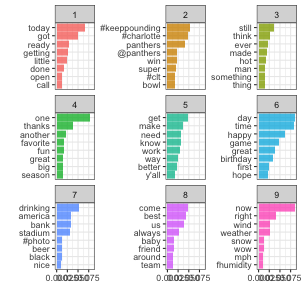 1
today
got
ready
getting
little
done
open
call
2
#keeppounding
#charlotte
panthers
@panthers
win
super
#clt
bowl
3
still
think
ever
made
hot
man
something
thing
4
one
thanks
another
favorite
fun
great
big
season
5
get
make
need
know
work
way
better
y'all
6
day
time
happy
game
great
birthday
first
hope
7
drinking
america
bank
stadium
#photo
beer
black
nice
8
come
best
us
always
baby
friend
around
team
9
now
right
wind
weather
snow
wow
mph
fhumidity